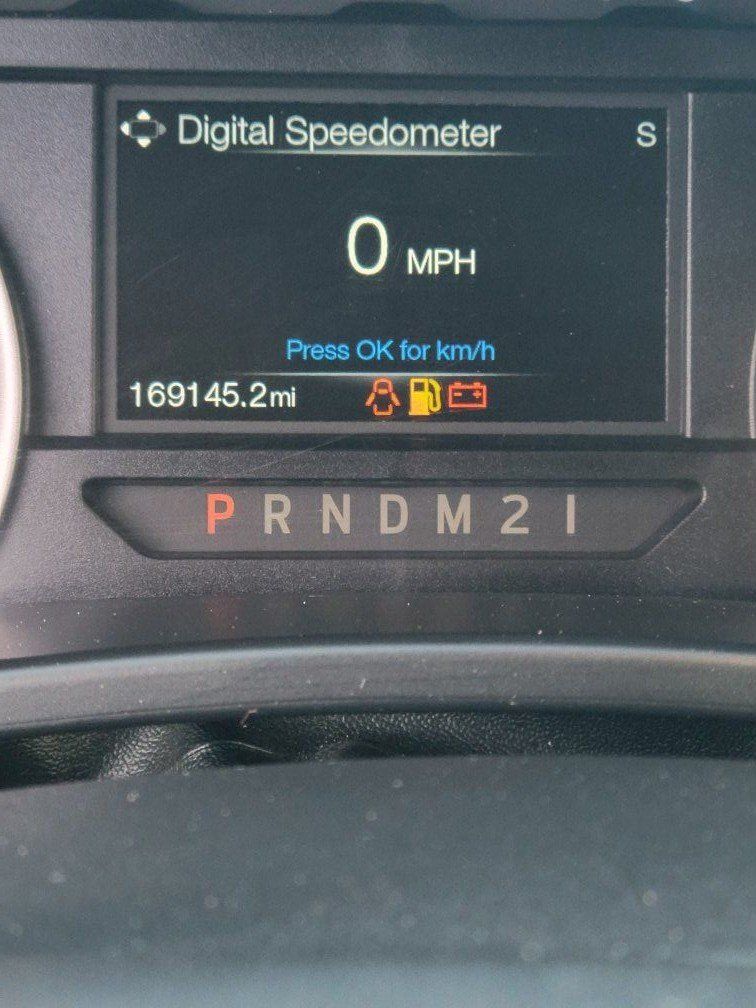 Digital Speedometer S
0 MPH
Press OK for km/h
169145.2mi
P R N D M 2 1